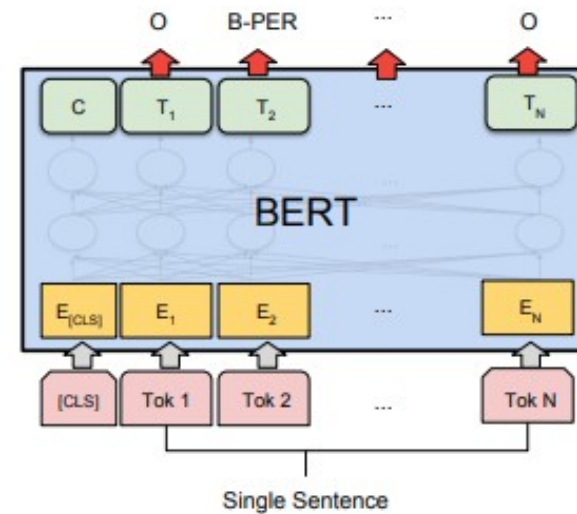 O B-PER ... O
C T1 T2 ... TN
...
BERT
...
E[CLS] E1 E2 ... EN
[CLS] Tok 1 Tok 2 ... Tok N
Single Sentence